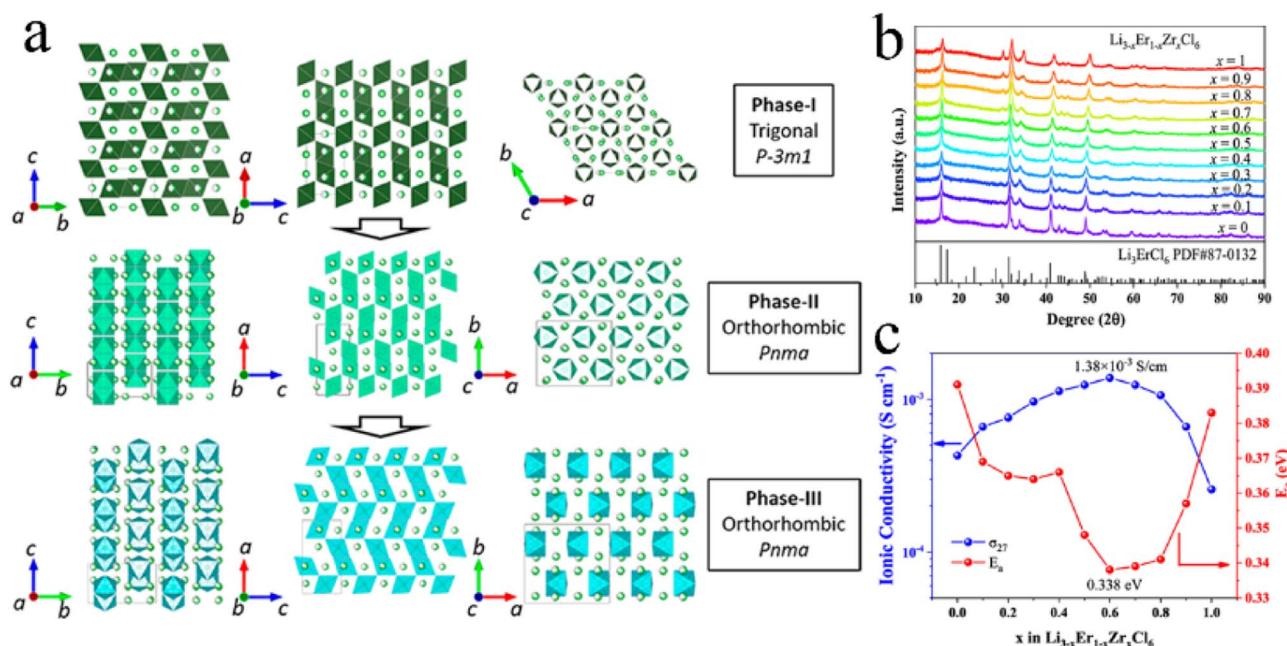 a
c
a
b
a
b
c
b
c
a
Phase-I
Trigonal
P-3m1
c
a
b
a
b
c
b
c
a
Phase-II
Orthorhombic
Pnma
c
a
b
a
b
c
b
c
a
Phase-III
Orthorhombic
Pnma
b
Intensity (a.u.)
Li₃₋ₓEr₁₋ₓZrₓCl₆
x = 1
x = 0.9
x = 0.8
x = 0.7
x = 0.6
x = 0.5
x = 0.4
x = 0.3
x = 0.2
x = 0.1
x = 0
Li₃ErCl₆ PDF#87-0132
10 20 30 40 50 60 70 80 90
Degree (2θ)
c
Ionic Conductivity (S cm⁻¹)
10⁻³
10⁻⁴
1.38×10⁻³ S/cm
σ₂₇
Eₐ
0.338 eV
0.40
0.39
0.38
0.37
0.36
0.35
0.34
0.33
Eₐ (eV)
0.0 0.2 0.4 0.6 0.8 1.0
x in Li₃₋ₓEr₁₋ₓZrₓCl₆